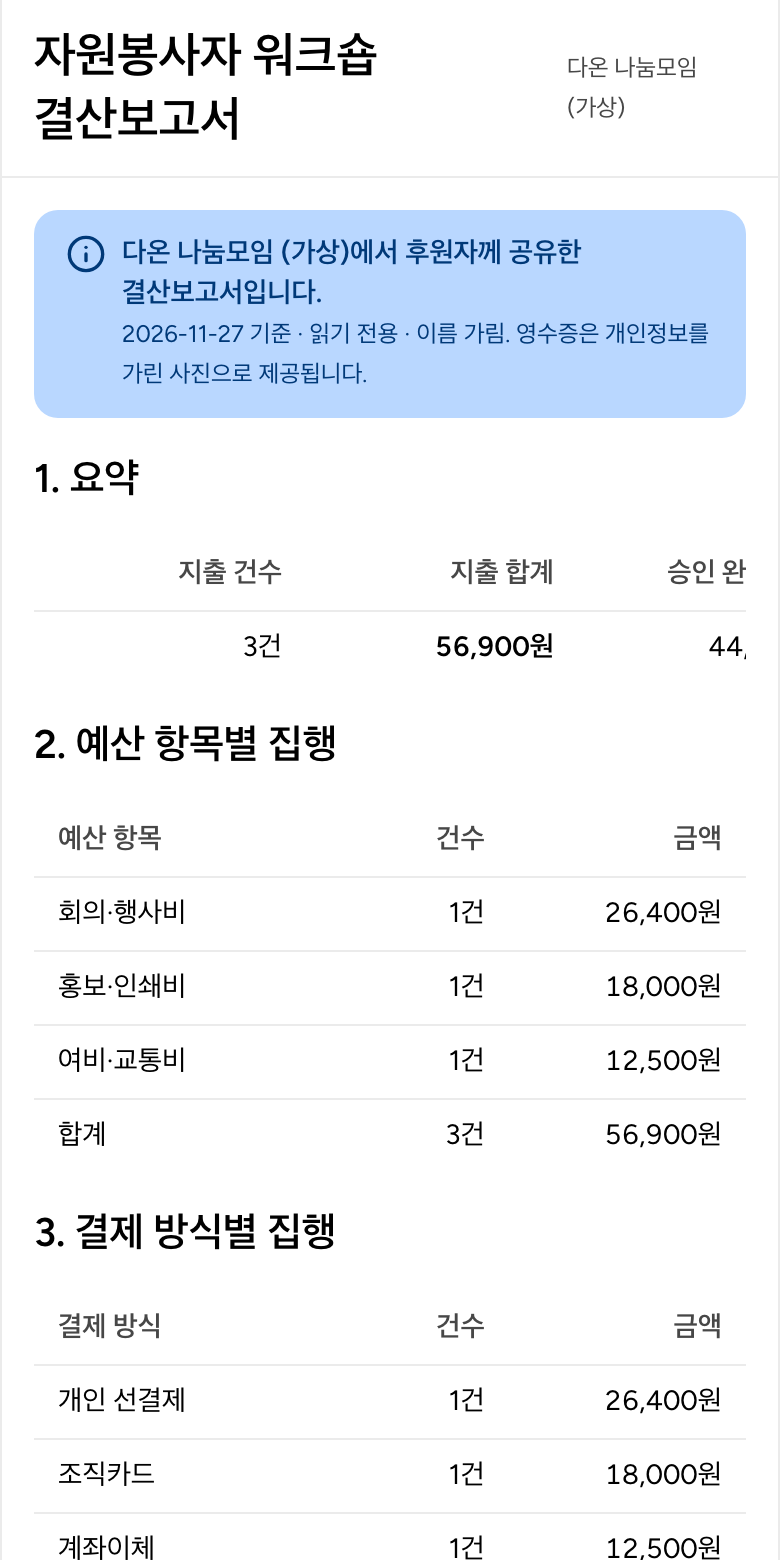 자원봉사자 워크숍
결산보고서
다온 나눔모임
(가상)
다온 나눔모임 (가상)에서 후원자께 공유한
결산보고서입니다.
2026-11-27 기준 · 읽기 전용 · 이름 가림. 영수증은 개인정보를
가린 사진으로 제공됩니다.
1. 요약
지출 건수 지출 합계 승인 완
3건 56,900원 44,
2. 예산 항목별 집행
예산 항목 건수 금액
회의·행사비 1건 26,400원
홍보·인쇄비 1건 18,000원
여비·교통비 1건 12,500원
합계 3건 56,900원
3. 결제 방식별 집행
결제 방식 건수 금액
개인 선결제 1건 26,400원
조직카드 1건 18,000원
계좌이체 1건 12,500원